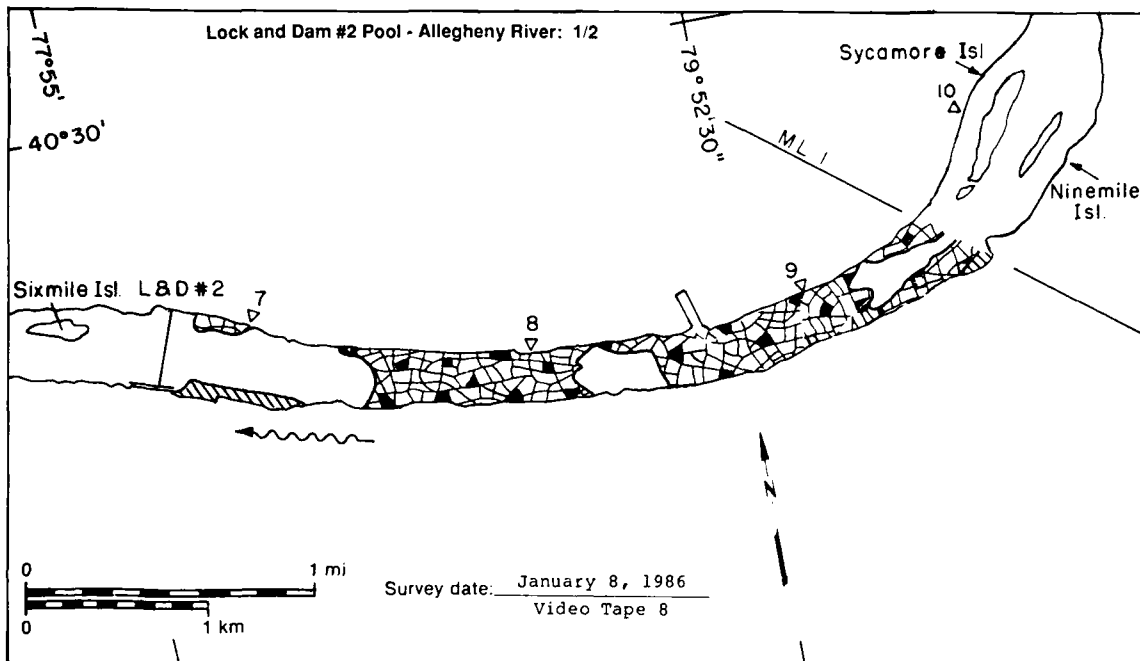 Lock and Dam #2 Pool - Allegheny River: 1/2
77°55'
40°30'
79°52'30"
ML 1
Sycamore Isl
10
Ninemile
Isl.
Sixmile Isl. L&D#2
7
8
9
N
0 1 mi
0 1 km
Survey date: January 8, 1986
Video Tape 8